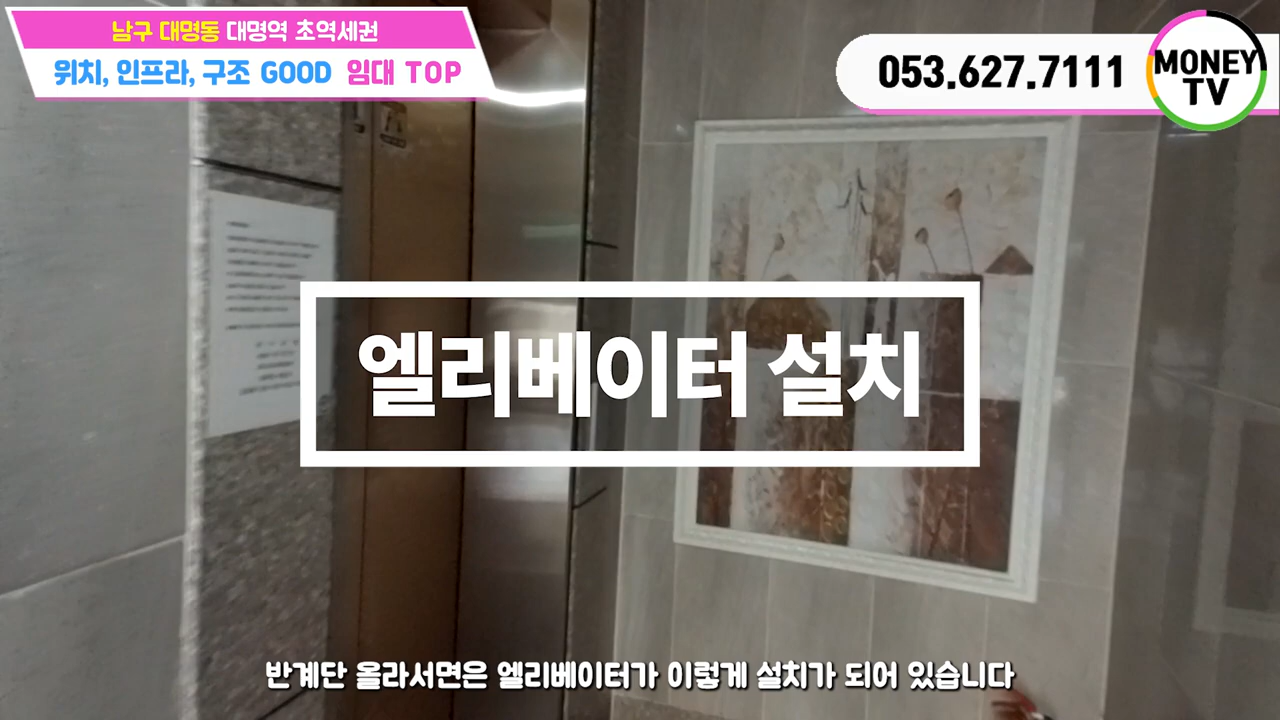 남구 대명동 대명역 초역세권
위치, 인프라, 구조 GOOD 임대 TOP
053.627.7111
MONEY
TV
엘리베이터 설치
반계단 올라서면은 엘리베이터가 이렇게 설치가 되어 있습니다